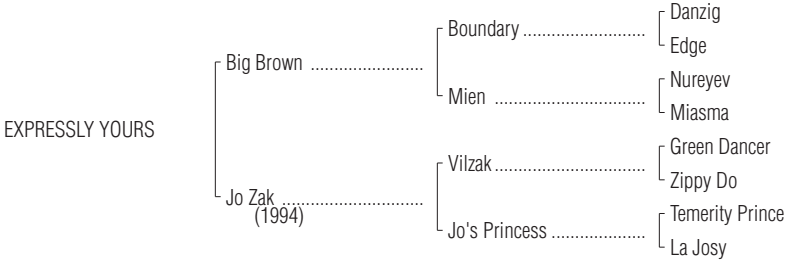 Danzig
Boundary ............................
Edge
Big Brown ..........................
Nureyev
Mien ..................................
Miasma
EXPRESSLY YOURS
Green Dancer
Vilzak..................................
Zippy Do
Jo Zak ................................
(1994)
Temerity Prince
Jo's Princess .....................
La Josy